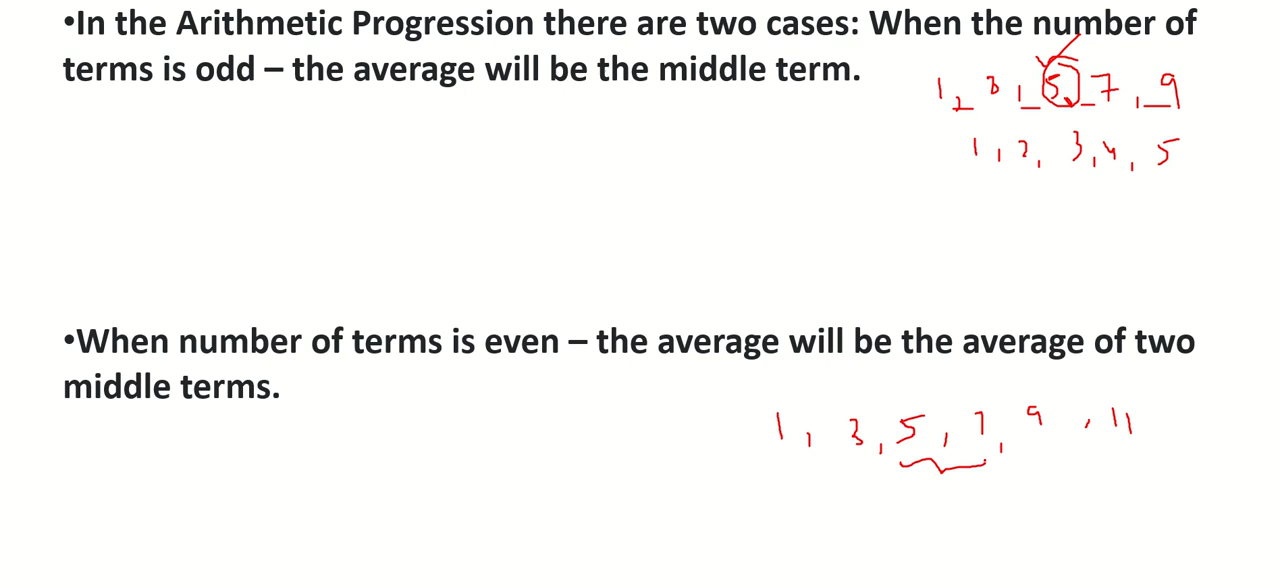 •In the Arithmetic Progression there are two cases: When the number of
terms is odd – the average will be the middle term.
1, 3, 5, 7, 9
1, 2, 3, 4, 5
•When number of terms is even – the average will be the average of two
middle terms.
1, 3, 5, 7, 9, 11